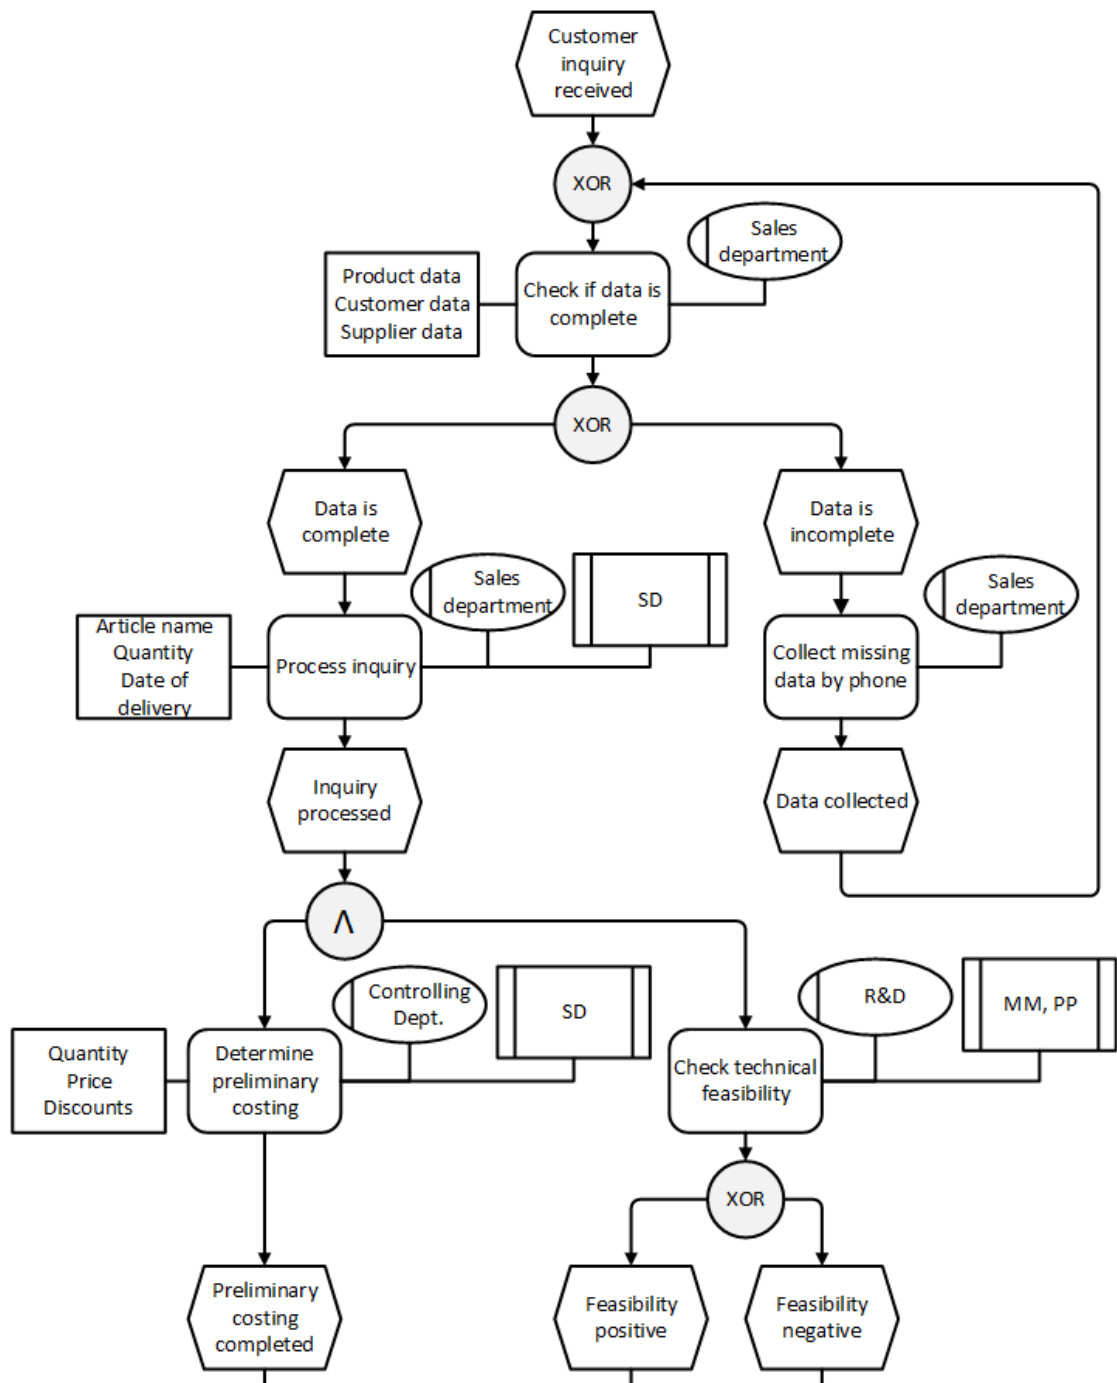 Customer
inquiry
received
XOR
Sales
department
Product data
Customer data
Supplier data
Check if data is
complete
XOR
Data is
complete
Data is
incomplete
Sales
department
SD
Sales
department
Article name
Quantity
Date of
delivery
Process inquiry
Collect missing
data by phone
Inquiry
processed
Data collected
Λ
Controlling
Dept.
SD
R&D
MM, PP
Quantity
Price
Discounts
Determine
preliminary
costing
Check technical
feasibility
XOR
Preliminary
costing
completed
Feasibility
positive
Feasibility
negative